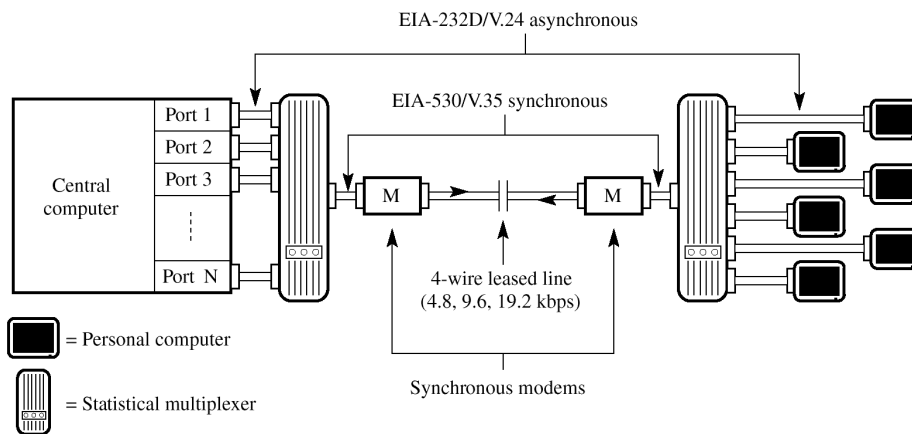 EIA-232D/V.24 asynchronous
EIA-530/V.35 synchronous
Port 1
Port 2
Port 3
Port N
Central
computer
M
M
4-wire leased line
(4.8, 9.6, 19.2 kbps)
= Personal computer
Synchronous modems
= Statistical multiplexer